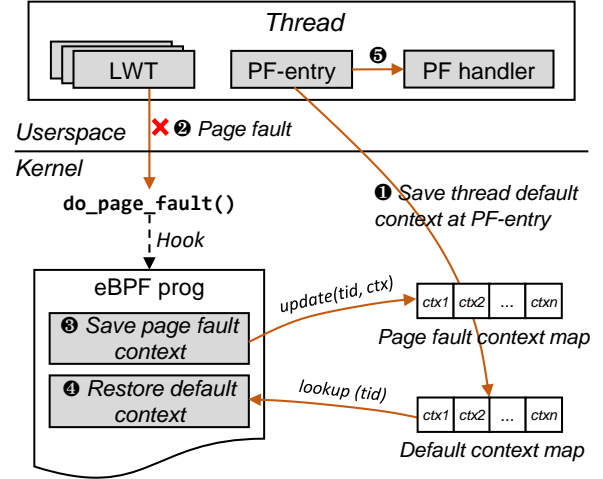 Thread
LWT
PF-entry
❺
PF handler
Userspace
❷ Page fault
Kernel
❶ Save thread default
context at PF-entry
do_page_fault()
Hook
eBPF prog
❸ Save page fault
context
update(tid, ctx)
ctx1 ctx2 ... ctxn
Page fault context map
❹ Restore default
context
lookup (tid)
ctx1 ctx2 ... ctxn
Default context map